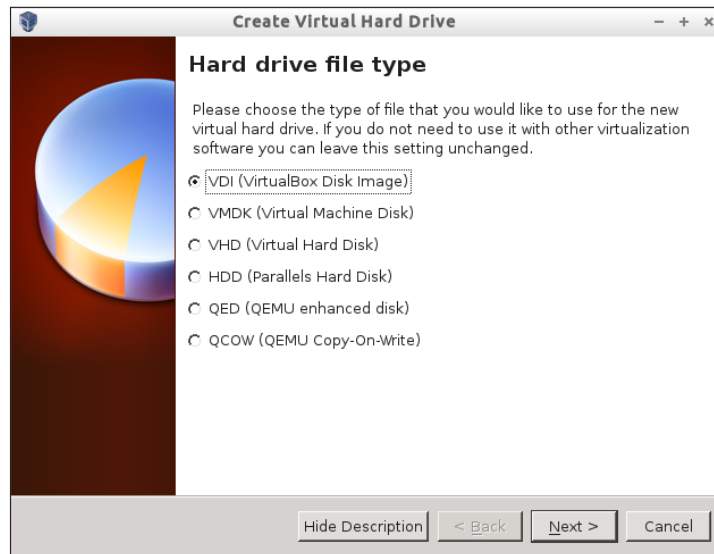 Create Virtual Hard Drive
Hard drive file type
Please choose the type of file that you would like to use for the new
virtual hard drive. If you do not need to use it with other virtualization
software you can leave this setting unchanged.
VDI (VirtualBox Disk Image)
VMDK (Virtual Machine Disk)
VHD (Virtual Hard Disk)
HDD (Parallels Hard Disk)
QED (QEMU enhanced disk)
QCOW (QEMU Copy-On-Write)
Hide Description < Back Next > Cancel